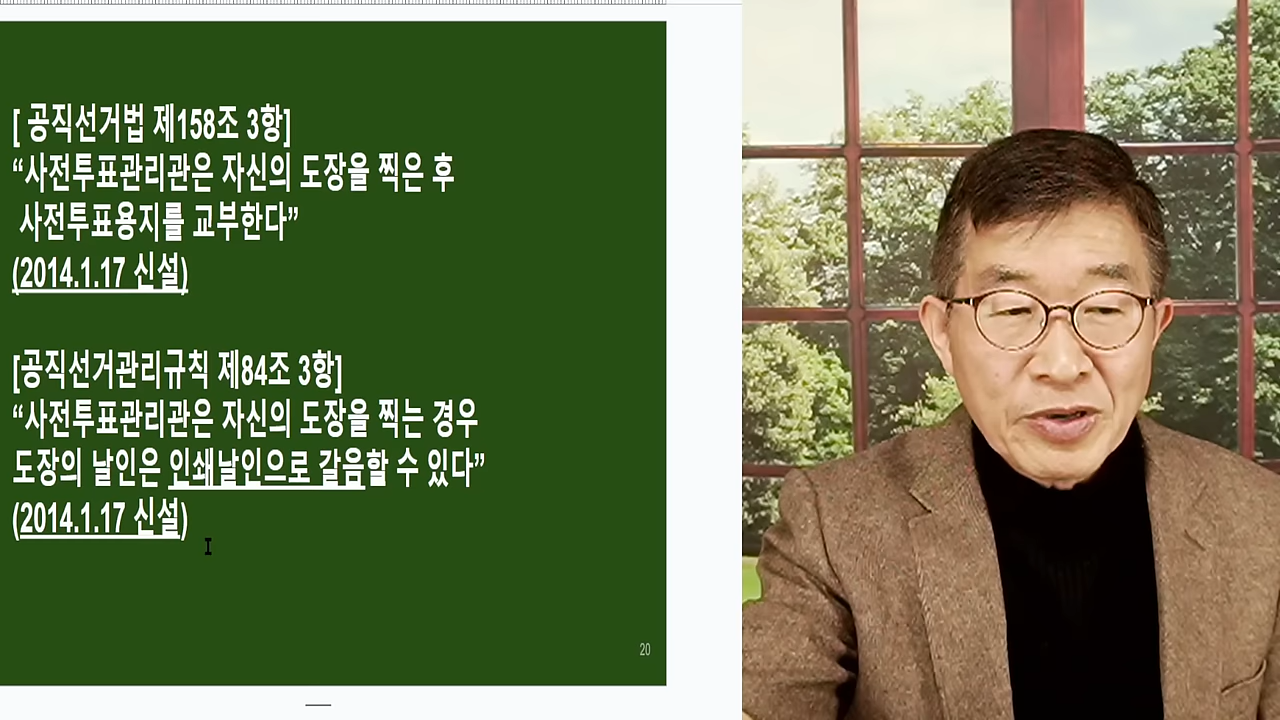 [ 공직선거법 제158조 3항]
“사전투표관리관은 자신의 도장을 찍은 후
사전투표용지를 교부한다”
(2014.1.17 신설)
[공직선거관리규칙 제84조 3항]
“사전투표관리관은 자신의 도장을 찍는 경우
도장의 날인은 인쇄날인으로 갈음할 수 있다”
(2014.1.17 신설)
20